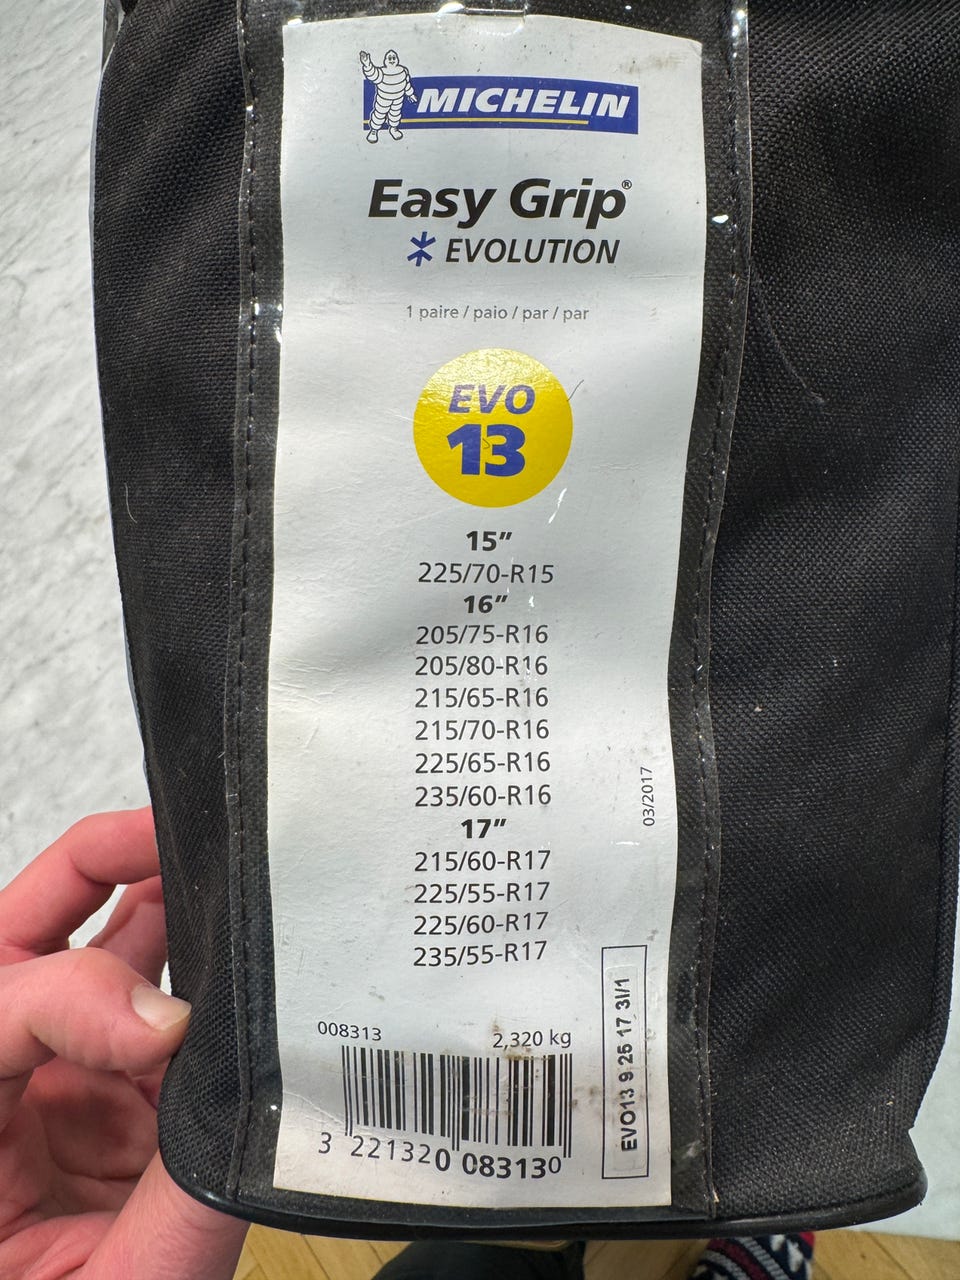 MICHELIN
Easy Grip®
EVOLUTION
1 paire / paio / par / par
EVO
13
15”
225/70-R15
16”
205/75-R16
205/80-R16
215/65-R16
215/70-R16
225/65-R16
235/60-R16
17”
215/60-R17
225/55-R17
225/60-R17
235/55-R17
03/2017
008313
2,320 kg
3 221320 083130
EVO13 9 25 17 3I/1